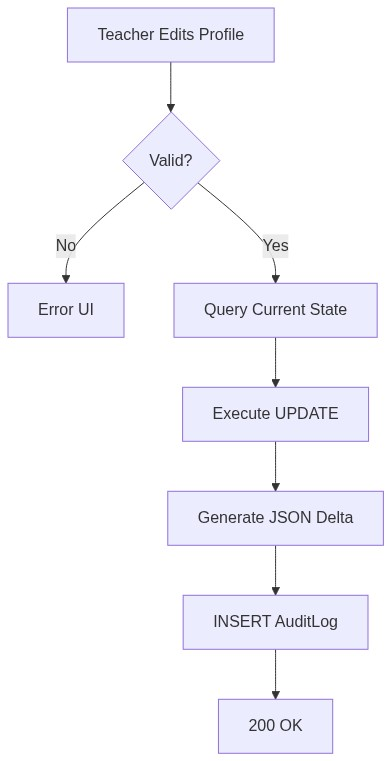 Teacher Edits Profile
Valid?
No
Yes
Error UI
Query Current State
Execute UPDATE
Generate JSON Delta
INSERT AuditLog
200 OK